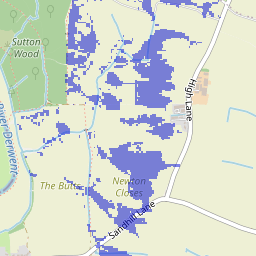 Sutton
Wood
High Lane
River Derwent
The Butts
Newton
Closes
Sandhill Lane